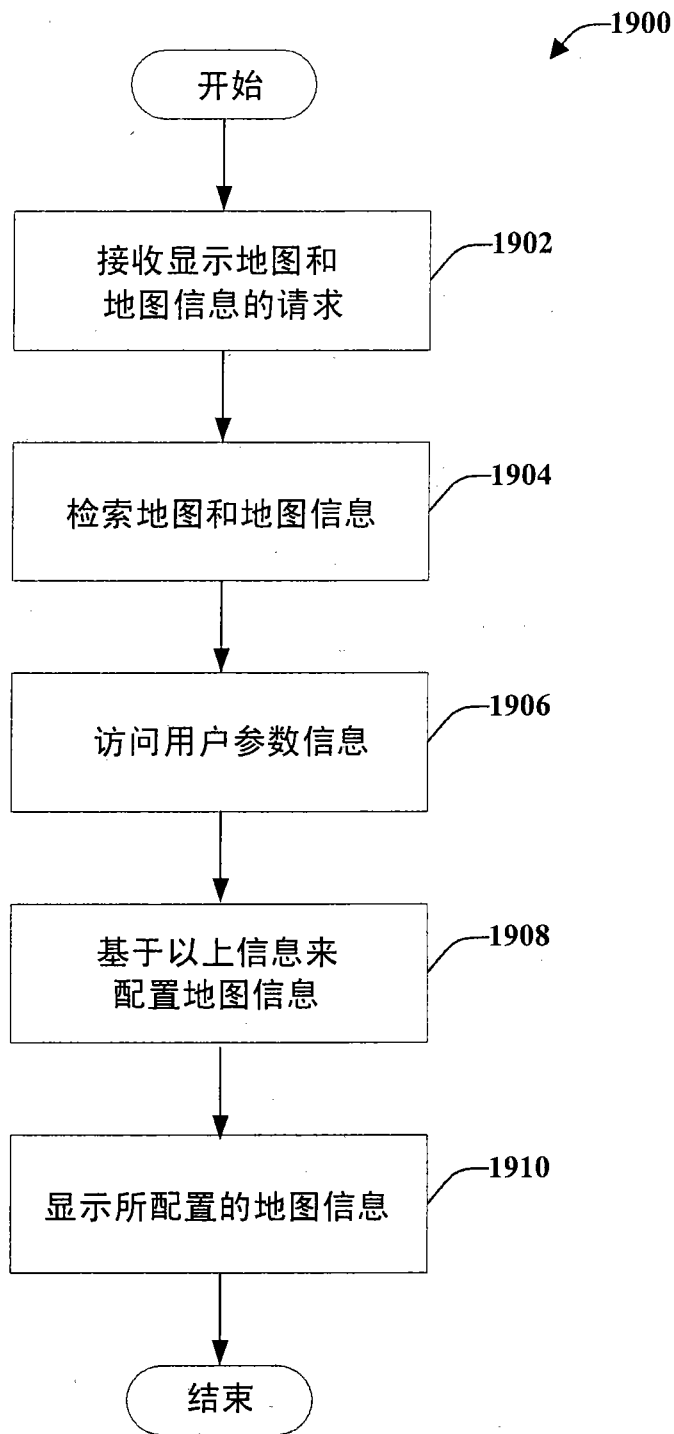 1900
开始
接收显示地图和
地图信息的请求
1902
检索地图和地图信息
1904
访问用户参数信息
1906
基于以上信息来
配置地图信息
1908
显示所配置的地图信息
1910
结束